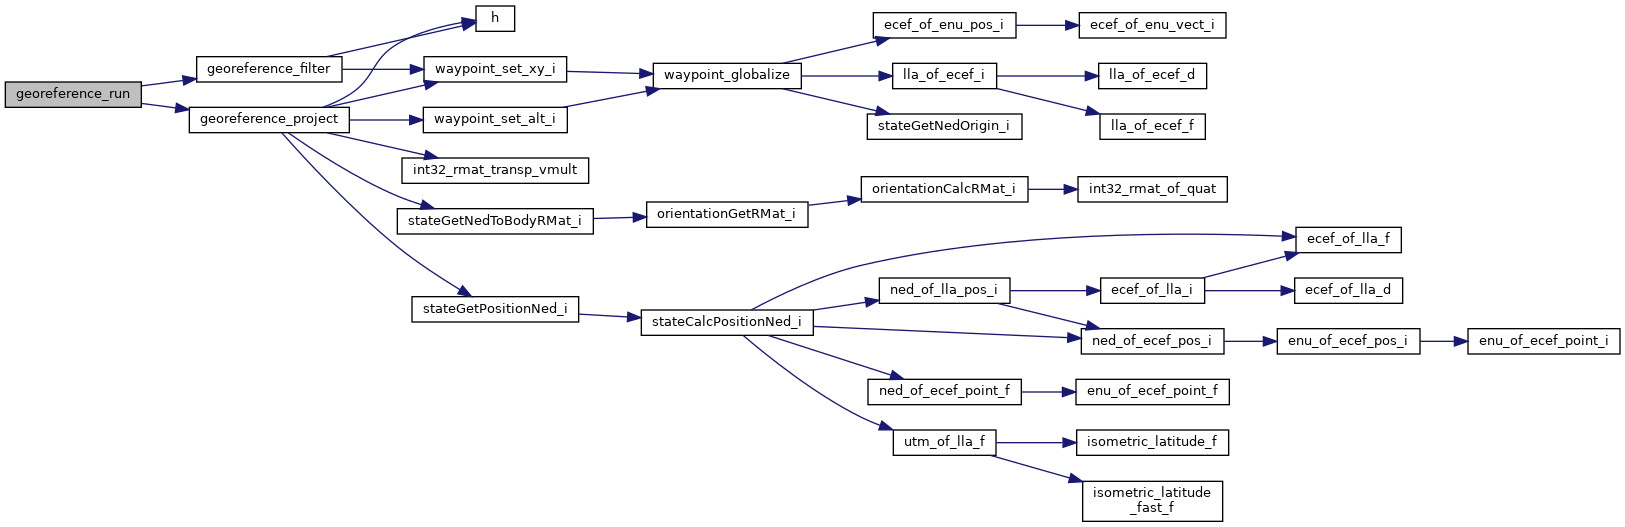 georeference_run
georeference_filter
georeference_project
h
waypoint_set_xy_i
waypoint_set_alt_i
int32_rmat_transp_vmult
stateGetNedToBodyRMat_i
stateGetPositionNed_i
waypoint_globalize
orientationGetRMat_i
stateCalcPositionNed_i
ecef_of_enu_pos_i
lla_of_ecef_i
stateGetNedOrigin_i
orientationCalcRMat_i
ned_of_lla_pos_i
ned_of_ecef_point_f
utm_of_lla_f
ecef_of_enu_vect_i
lla_of_ecef_d
lla_of_ecef_f
int32_rmat_of_quat
ecef_of_lla_i
ned_of_ecef_pos_i
enu_of_ecef_point_f
isometric_latitude_f
isometric_latitude
_fast_f
ecef_of_lla_f
ecef_of_lla_d
enu_of_ecef_pos_i
enu_of_ecef_point_i